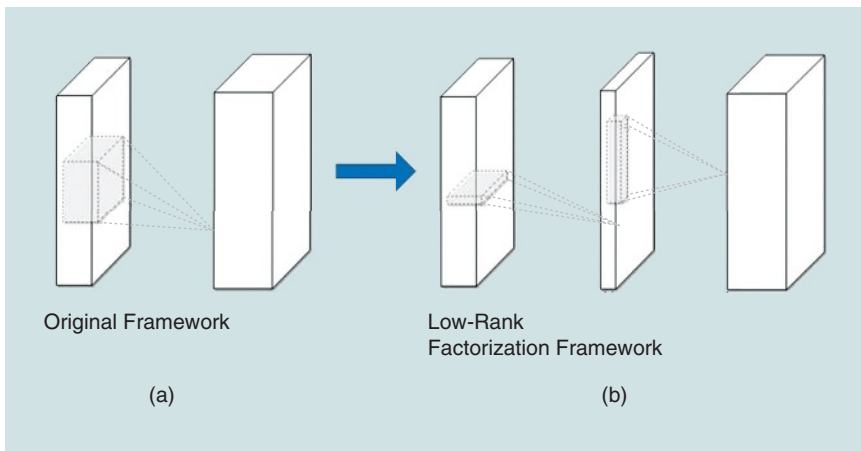 Original Framework
Low-Rank
Factorization Framework
(a)
(b)